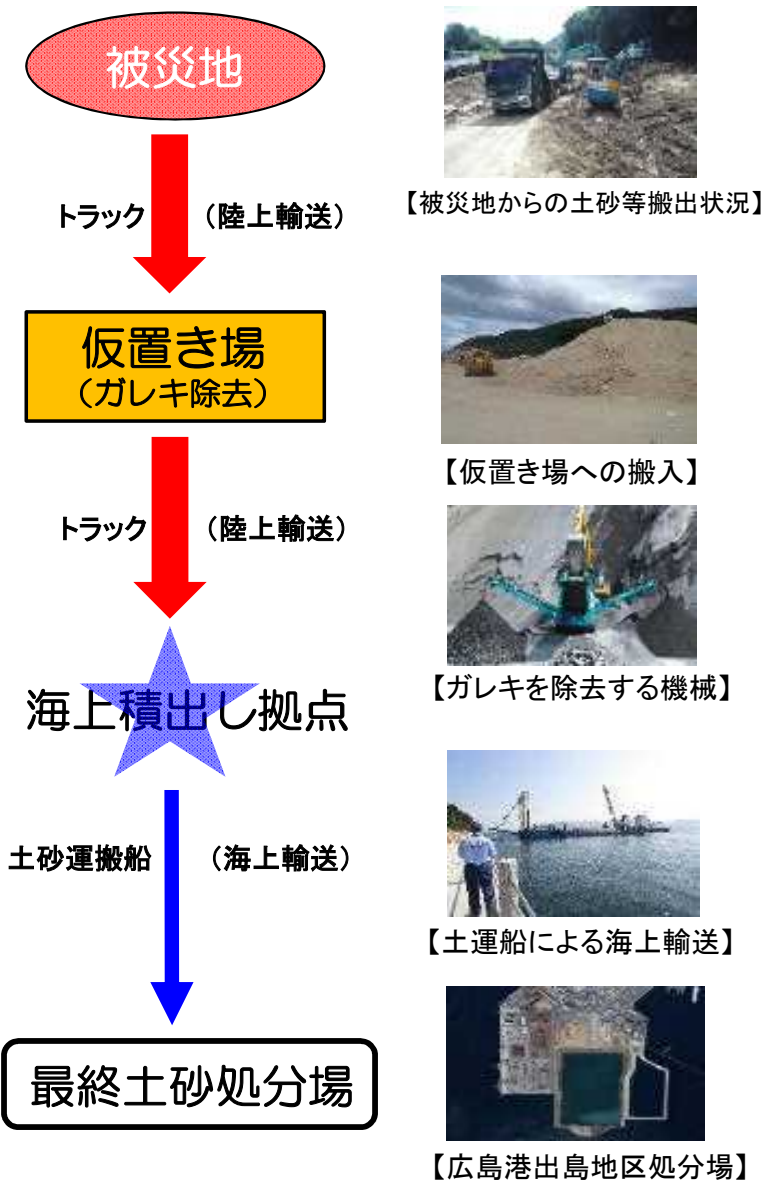 被災地
【被災地からの土砂等搬出状況】
トラック (陸上輸送)
仮置き場
(ガレキ除去)
【仮置き場への搬入】
トラック (陸上輸送)
【ガレキを除去する機械】
海上積出し拠点
土砂運搬船 (海上輸送)
【土運船による海上輸送】
最終土砂処分場
【広島港出島地区処分場】